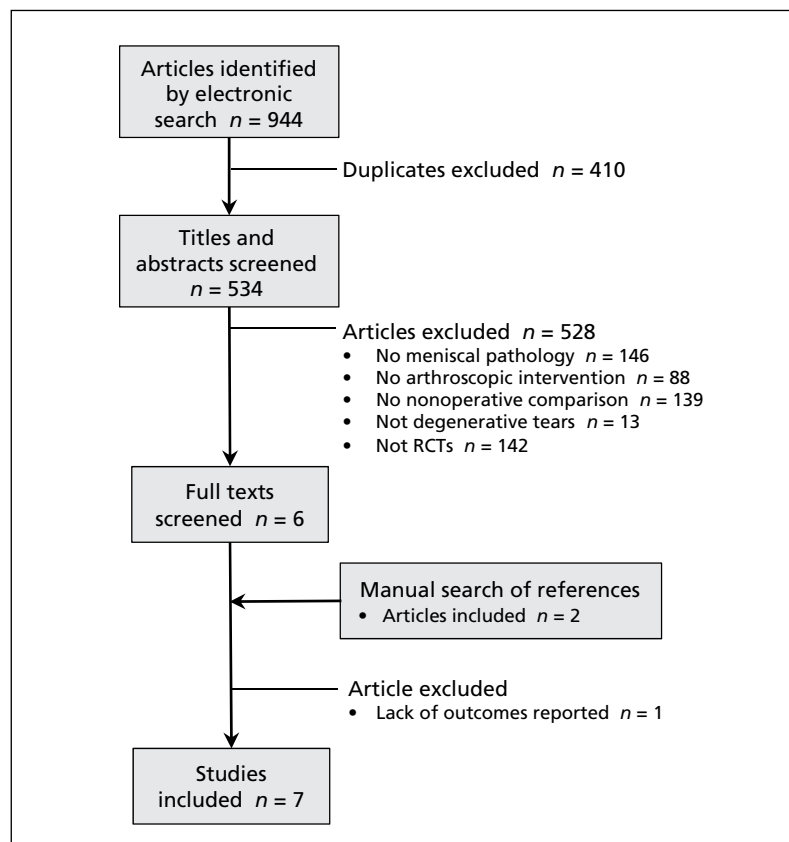 Articles identified
by electronic
search n = 944
Duplicates excluded n = 410
Titles and
abstracts screened
n = 534
Articles excluded n = 528
• No meniscal pathology n = 146
• No arthroscopic intervention n = 88
• No nonoperative comparison n = 139
• Not degenerative tears n = 13
• Not RCTs n = 142
Full texts
screened n = 6
Manual search of references
• Articles included n = 2
Article excluded
• Lack of outcomes reported n = 1
Studies
included n = 7